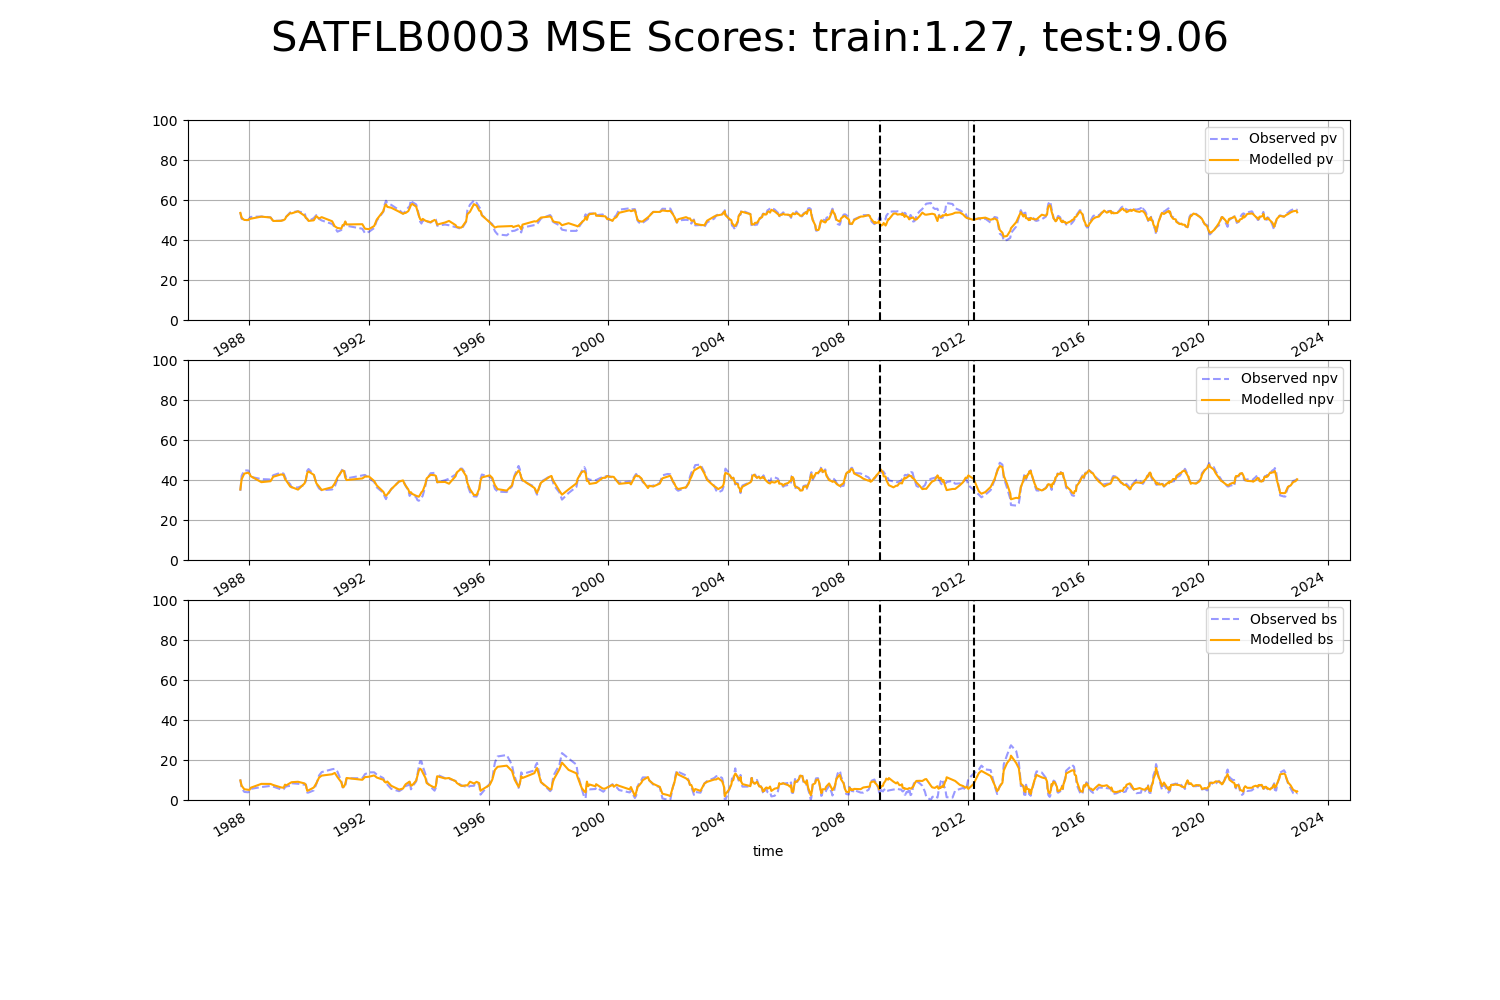 SATFLB0003 MSE Scores: train:1.27, test:9.06
100
80
60
40
20
0
Observed pv
Modelled pv
1988 1992 1996 2000 2004 2008 2012 2016 2020 2024
100
80
60
40
20
0
Observed npv
Modelled npv
1988 1992 1996 2000 2004 2008 2012 2016 2020 2024
100
80
60
40
20
0
Observed bs
Modelled bs
1988 1992 1996 2000 2004 2008 2012 2016 2020 2024
time